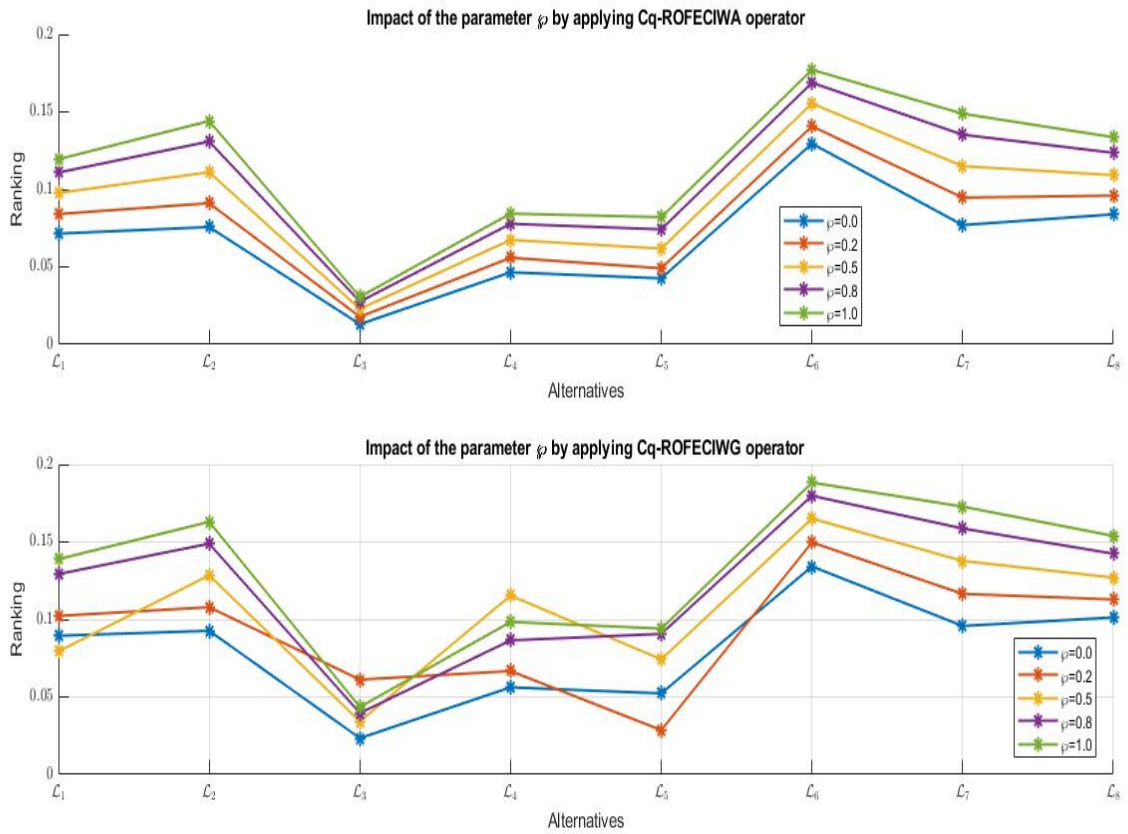 Impact of the parameter ℘ by applying Cq-ROFECIWA operator
0.2
0.15
0.1
0.05
0
Ranking
℘=0.0
℘=0.2
℘=0.5
℘=0.8
℘=1.0
ℒ₁ ℒ₂ ℒ₃ ℒ₄ ℒ₅ ℒ₆ ℒ₇ ℒ₈
Alternatives
Impact of the parameter ℘ by applying Cq-ROFECIWG operator
0.2
0.15
0.1
0.05
0
Ranking
℘=0.0
℘=0.2
℘=0.5
℘=0.8
℘=1.0
ℒ₁ ℒ₂ ℒ₃ ℒ₄ ℒ₅ ℒ₆ ℒ₇ ℒ₈
Alternatives